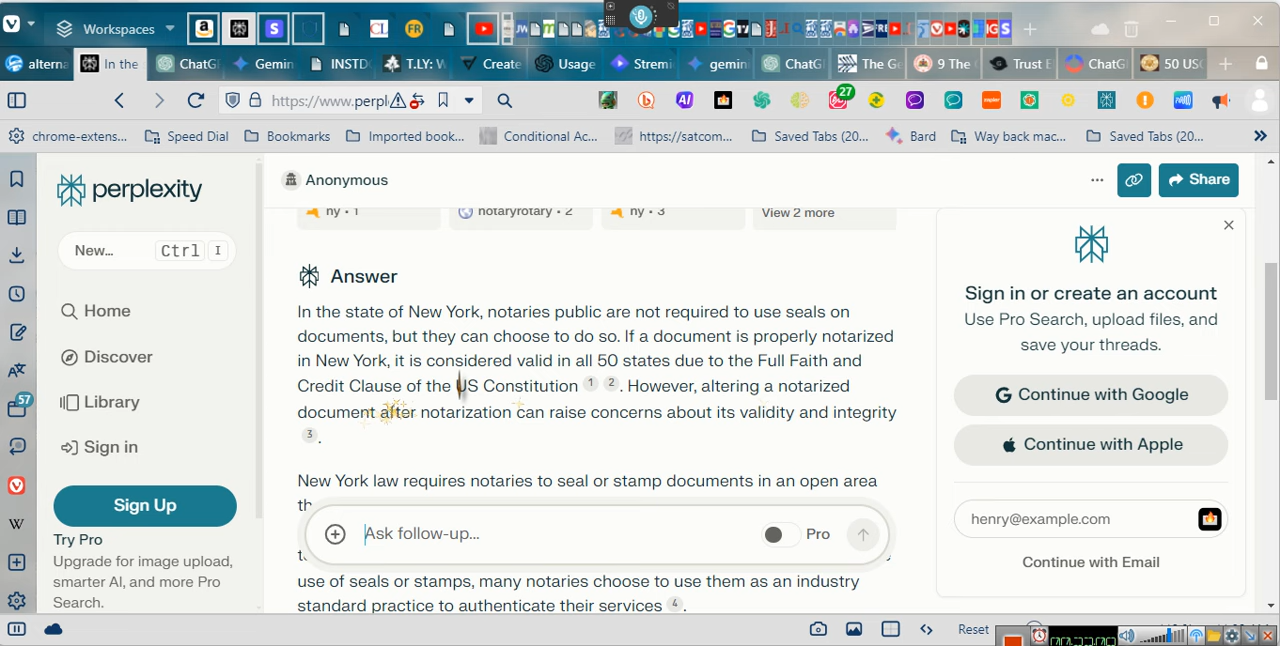 Workspaces
CL
FR
alterna
In the
ChatG
Gemin
INSTD
T.I.Y: W
Create
Usage
Stremi
gemin
ChatG
The Ge
9 The
Trust E
ChatG
50 USC
https://www.perpl
27
chrome-extens...
Speed Dial
Bookmarks
Imported book...
Conditional Ac...
https://satcom...
Saved Tabs (20...
Bard
Way back mac...
Saved Tabs (20...
57
perplexity
New...
Ctrl
I
Home
Discover
Library
Sign in
Sign Up
Try Pro
Upgrade for image upload,
smarter AI, and more Pro
Search.
Anonymous
Share
ny • 1
notaryrotary • 2
ny • 3
View 2 more
Answer
In the state of New York, notaries public are not required to use seals on
documents, but they can choose to do so. If a document is properly notarized
in New York, it is considered valid in all 50 states due to the Full Faith and
Credit Clause of the US Constitution 1 2 . However, altering a notarized
document after notarization can raise concerns about its validity and integrity
3 .
New York law requires notaries to seal or stamp documents in an open area
Ask follow-up...
Pro
use of seals or stamps, many notaries choose to use them as an industry
standard practice to authenticate their services 4 .
Sign in or create an account
Use Pro Search, upload files, and
save your threads.
Continue with Google
Continue with Apple
henry@example.com
Continue with Email
Reset